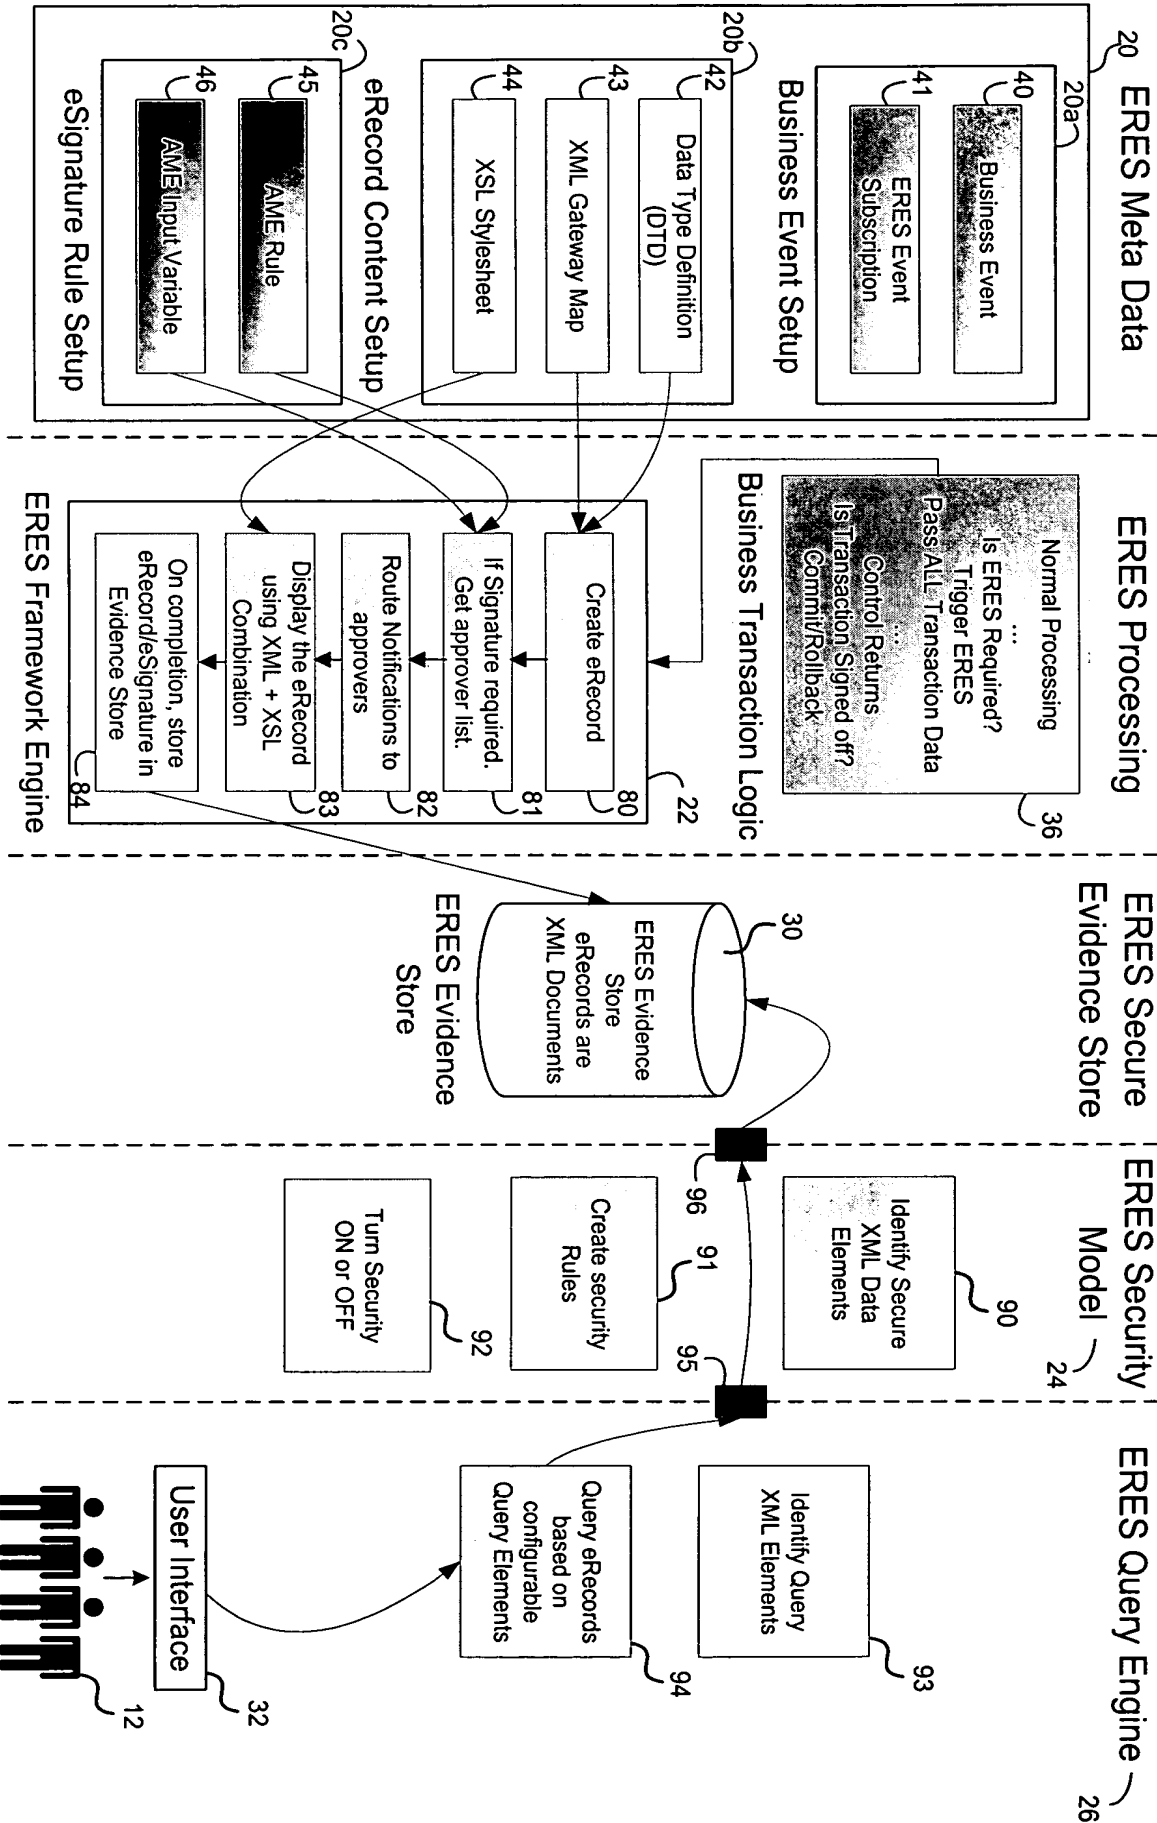 ERES Meta Data
20
20a
40
Business Event
41
ERES Event
Subscription
Business Event Setup
20b
42
Data Type Definition
(DTD)
43
XML Gateway Map
44
XSL Stylesheet
eRecord Content Setup
20c
45
AME Rule
46
AME Input Variable
eSignature Rule Setup
ERES Processing
Normal Processing
...
Is ERES Required?
Trigger ERES
Pass ALL Transaction Data
...
Control Returns
Is Transaction Signed off?
Commit/Rollback
36
Business Transaction Logic
22
Create eRecord
80
If Signature required.
Get approver list.
81
Route Notifications to
approvers
82
Display the eRecord
using XML + XSL
Combination
83
On completion, store
eRecord/eSignature in
Evidence Store
84
ERES Framework Engine
ERES Secure
Evidence Store
30
ERES Evidence
Store
eRecords are
XML Documents
ERES Evidence
Store
ERES Security
Model
24
Identify Secure
XML Data
Elements
90
96
95
Create security
Rules
91
Turn Security
ON or OFF
92
ERES Query Engine
26
Identify Query
XML Elements
93
Query eRecords
based on
configurable
Query Elements
94
User Interface
32
12